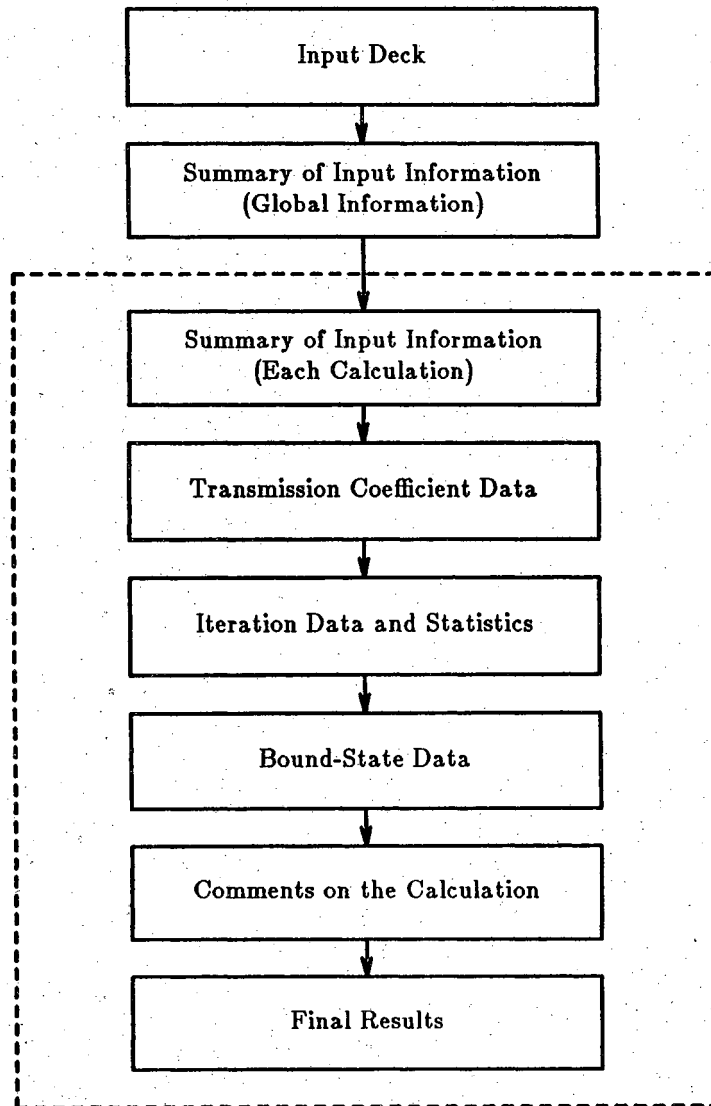 Input Deck
Summary of Input Information
(Global Information)
Summary of Input Information
(Each Calculation)
Transmission Coefficient Data
Iteration Data and Statistics
Bound-State Data
Comments on the Calculation
Final Results